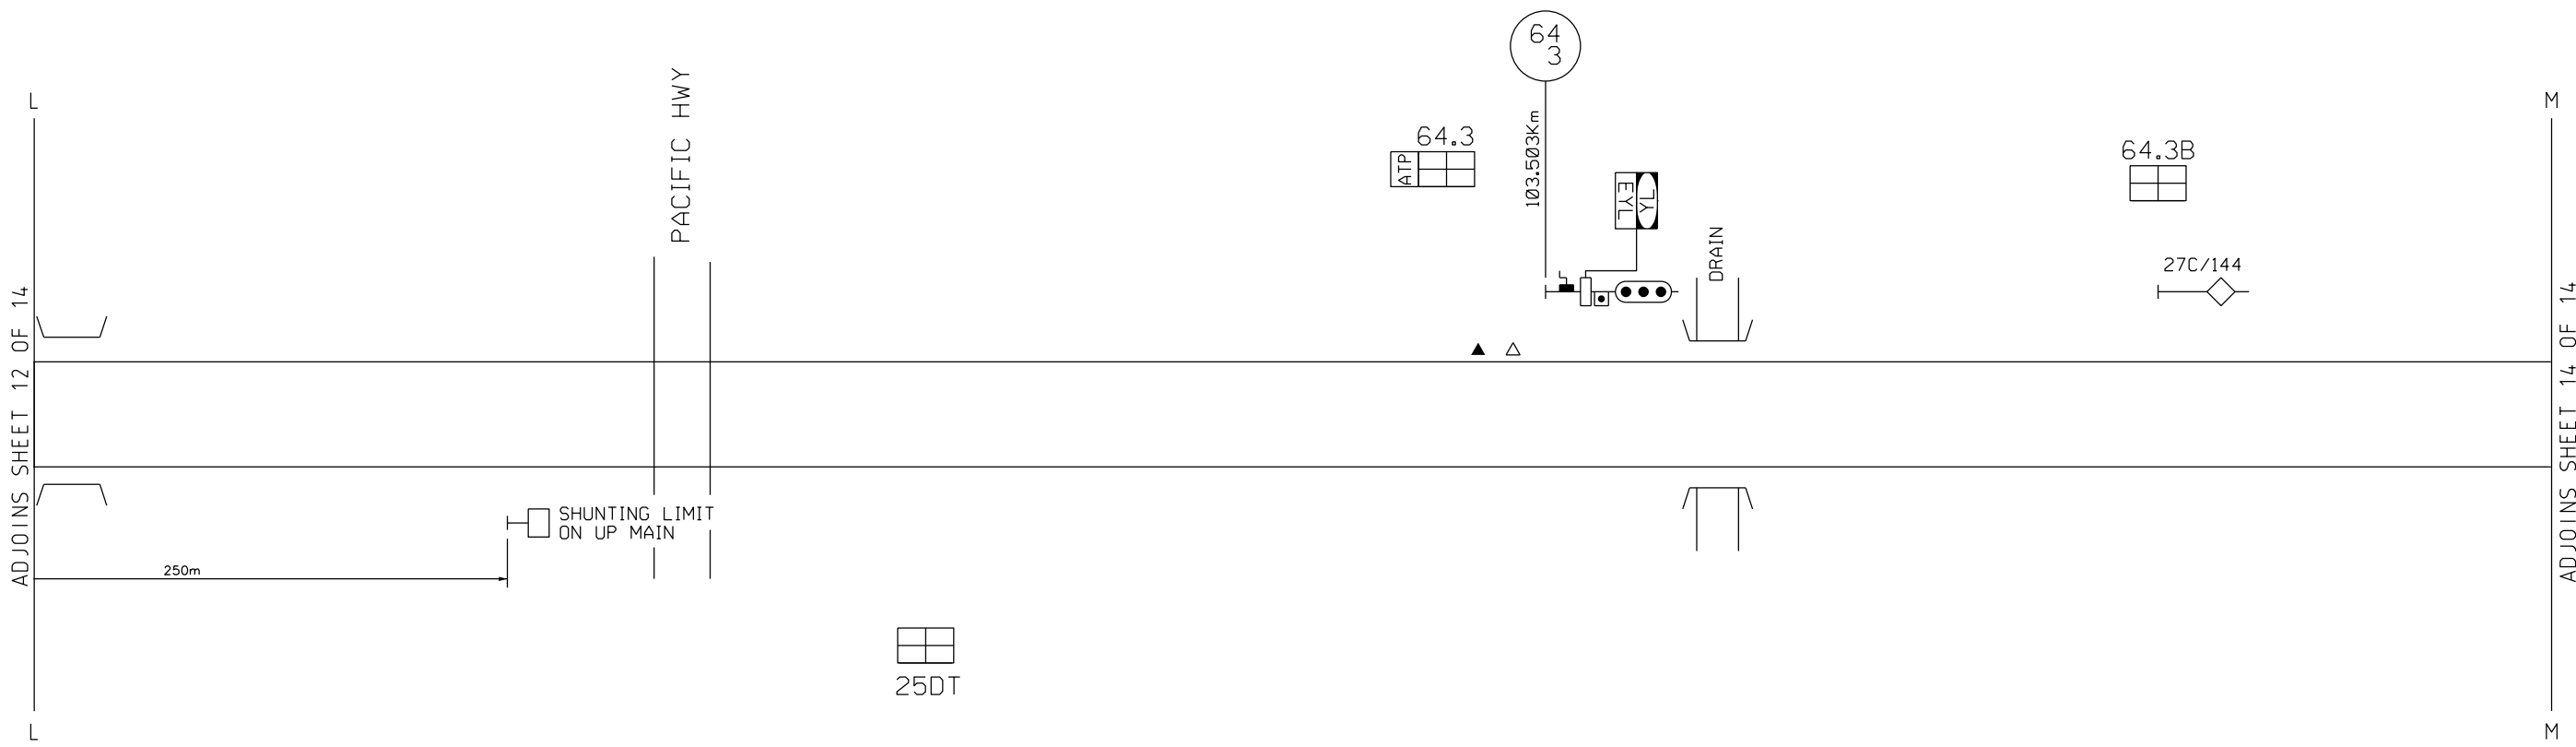 L
ADJOINS SHEET 12 OF 14
L
PACIFIC HWY
250m
SHUNTING LIMIT
ON UP MAIN
25DT
64.3
ATP
64
3
103.503Km
EYL
YL
DRAIN
64.3B
27C/144
M
ADJOINS SHEET 14 OF 14
M